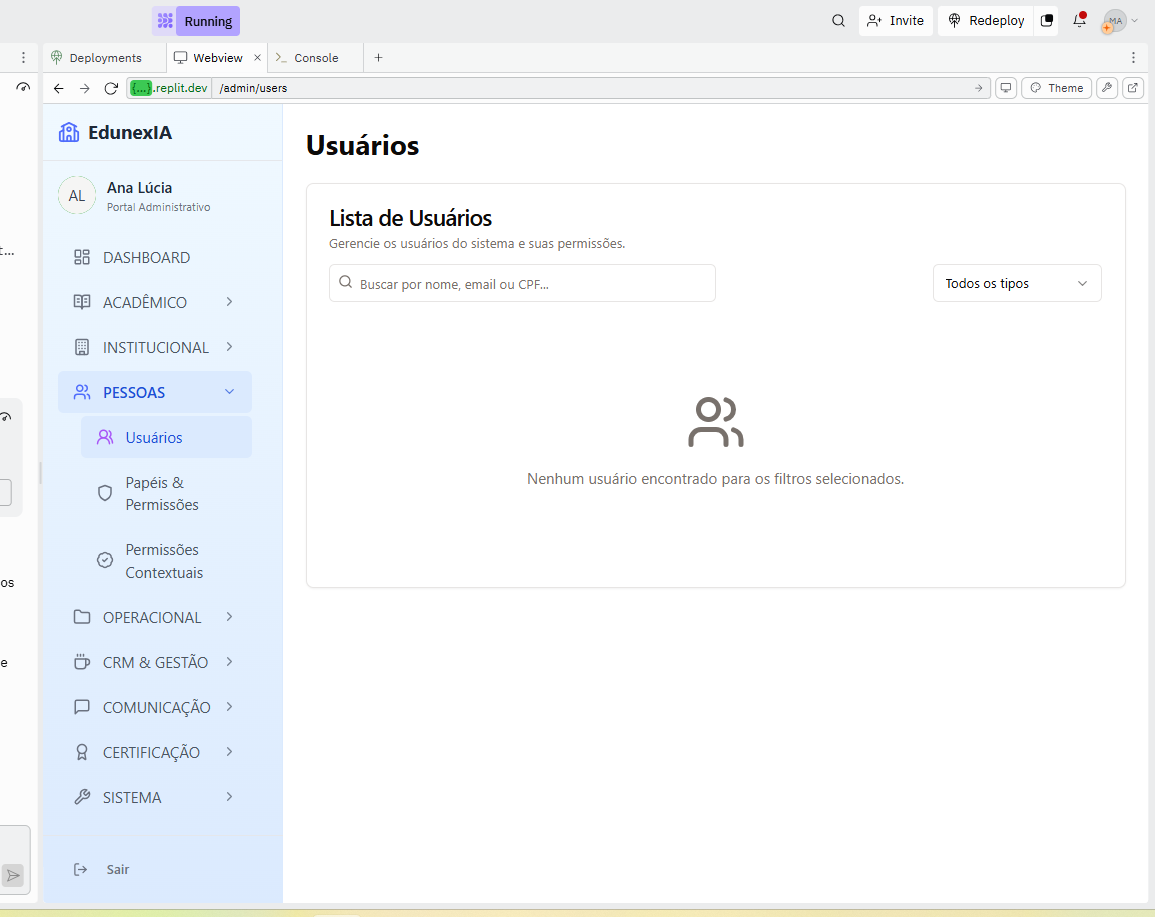 Running
Invite
Redeploy
MA
Deployments
Webview
Console
{...}.replit.dev
/admin/users
Theme
EdunexIA
AL
Ana Lúcia
Portal Administrativo
DASHBOARD
ACADÊMICO
INSTITUCIONAL
PESSOAS
Usuários
Papéis &
Permissões
Permissões
Contextuais
OPERACIONAL
CRM & GESTÃO
COMUNICAÇÃO
CERTIFICAÇÃO
SISTEMA
Sair
Usuários
Lista de Usuários
Gerencie os usuários do sistema e suas permissões.
Buscar por nome, email ou CPF...
Todos os tipos
Nenhum usuário encontrado para os filtros selecionados.
t...
os
e